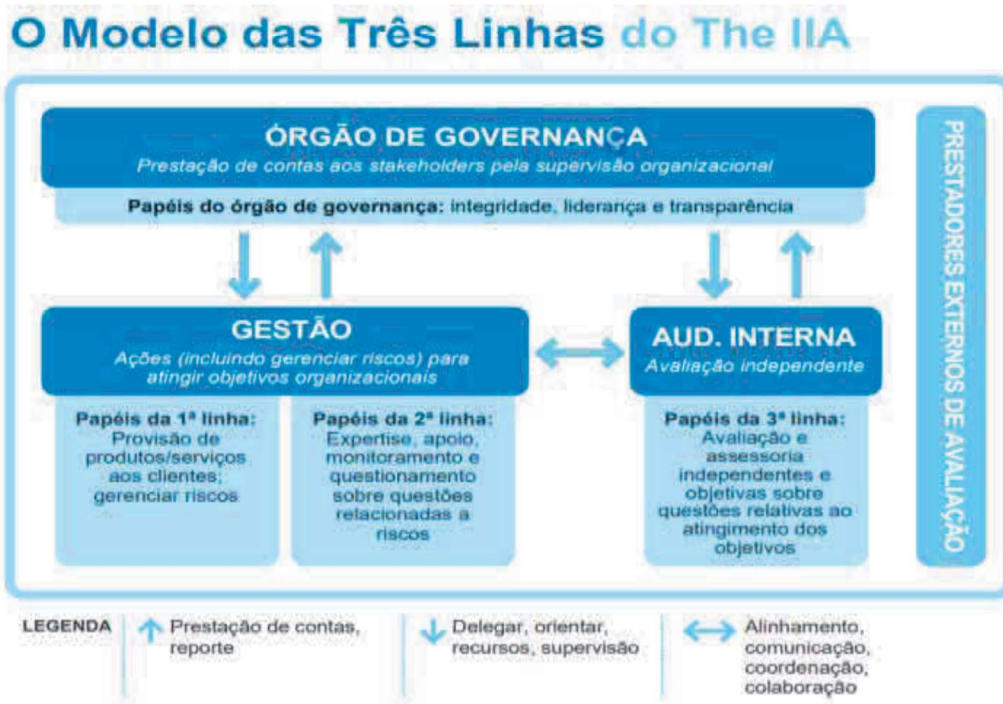 O Modelo das Três Linhas do The IIA
ÓRGÃO DE GOVERNANÇA
Prestação de contas aos stakeholders pela supervisão organizacional
Papéis do órgão de governança: integridade, liderança e transparência
GESTÃO
Ações (incluindo gerenciar riscos) para
atingir objetivos organizacionais
Papéis da 1ª linha:
Provisão de
produtos/serviços
aos clientes;
gerenciar riscos
Papéis da 2ª linha:
Expertise, apoio,
monitoramento e
questionamento
sobre questões
relacionadas a
riscos
AUD. INTERNA
Avaliação independente
Papéis da 3ª linha:
Avaliação e
assessoria
independentes e
objetivas sobre
questões relativas ao
atingimento dos
objetivos
PRESTADORES EXTERNOS DE AVALIAÇÃO
LEGENDA
Prestação de contas,
reporte
Delegar, orientar,
recursos, supervisão
Alinhamento,
comunicação,
coordenação,
colaboração